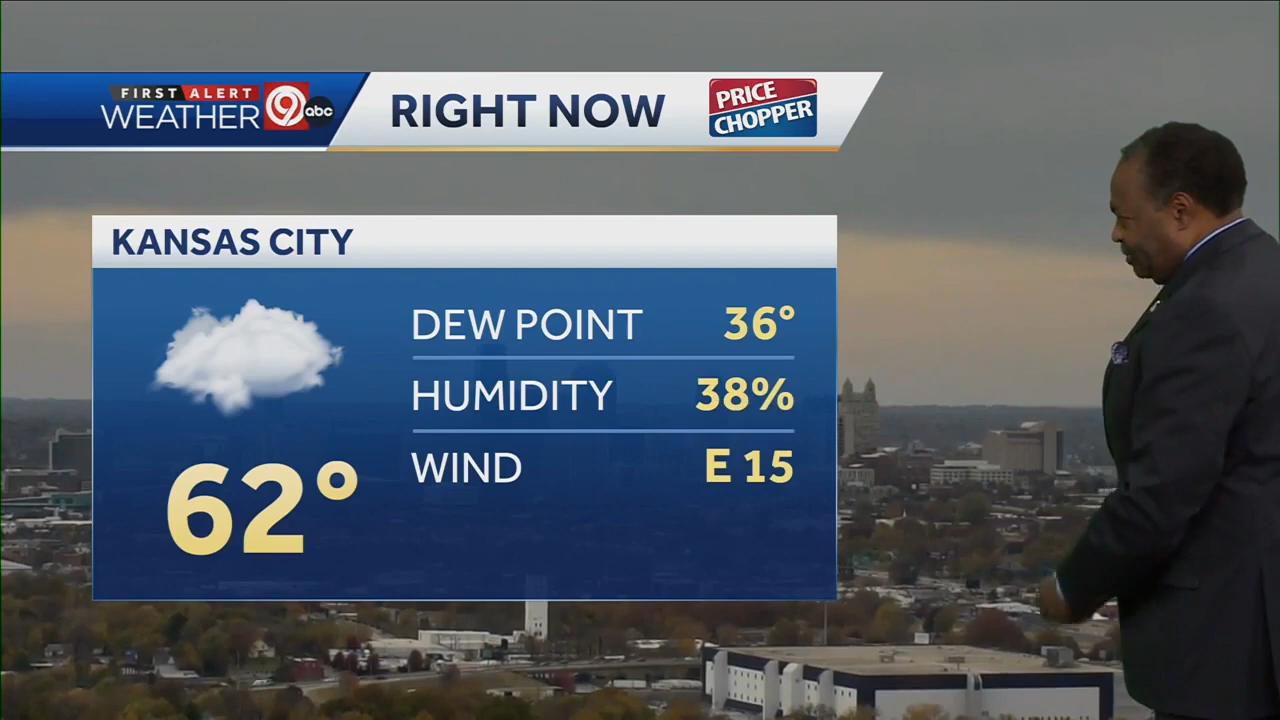 FIRST ALERT
WEATHER 9 abc
RIGHT NOW
PRICE
CHOPPER
KANSAS CITY
DEW POINT 36°
HUMIDITY 38%
WIND E 15
62°